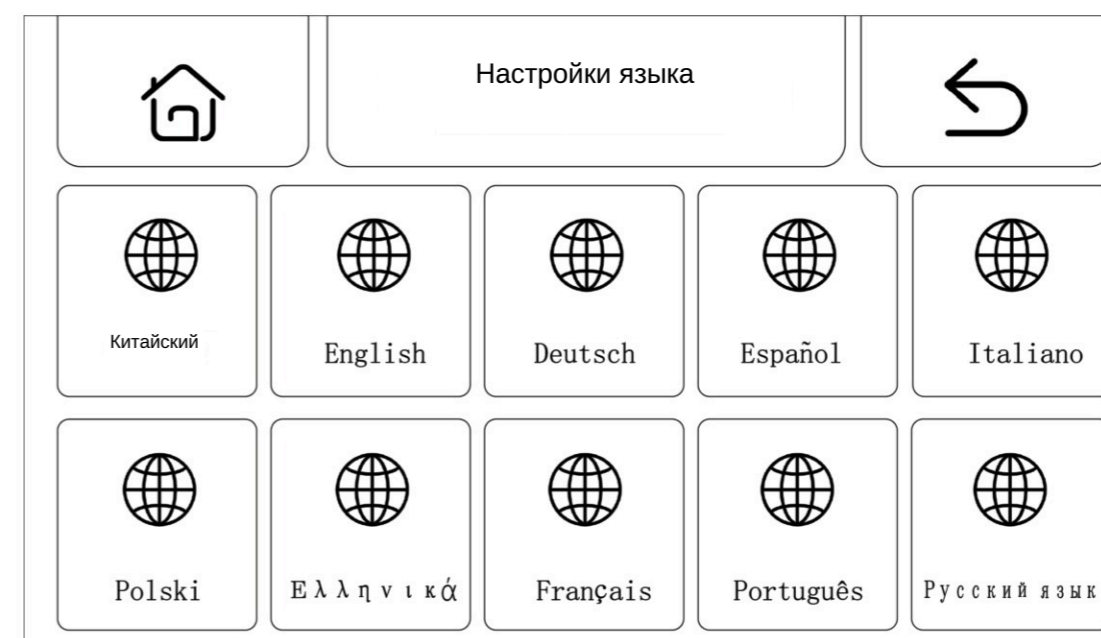 Настройки языка
Китайский
English
Deutsch
Español
Italiano
Polski
Ελληνικά
Français
Português
Русский язык